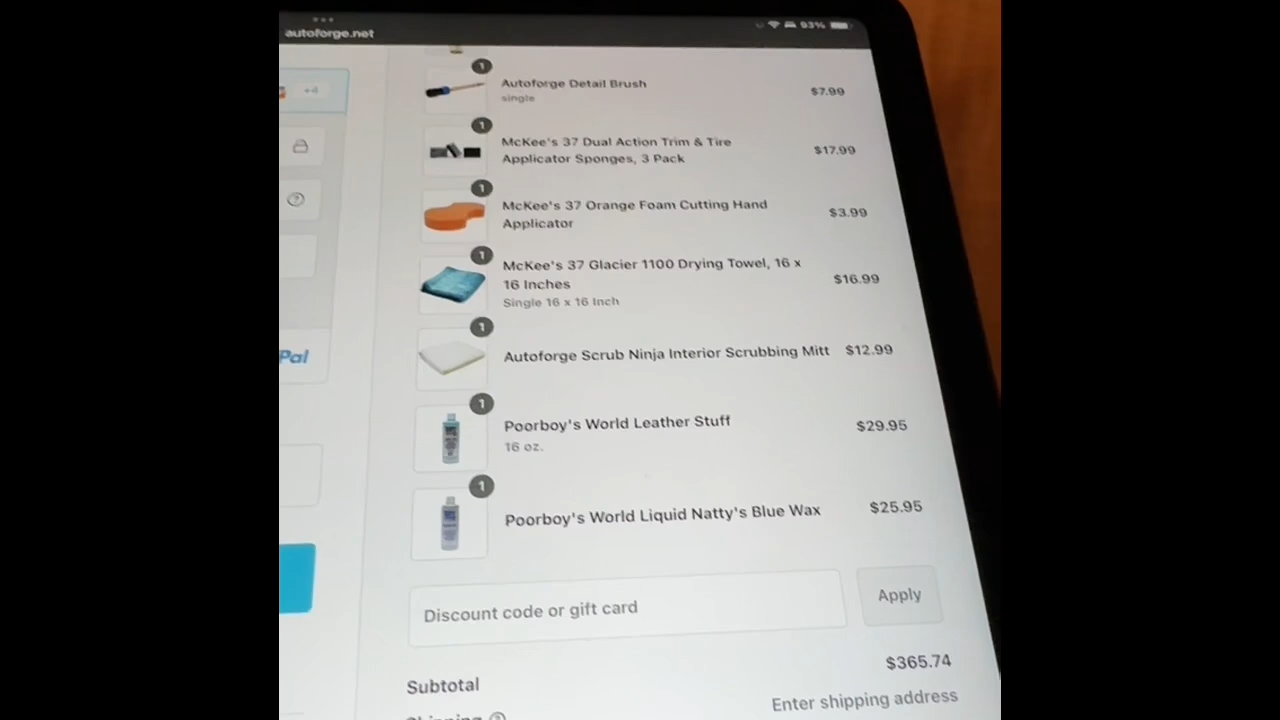 autoforge.net
93%
+4
1
Autoforge Detail Brush
single
$7.99
1
McKee's 37 Dual Action Trim & Tire
Applicator Sponges, 3 Pack
$17.99
1
McKee's 37 Orange Foam Cutting Hand
Applicator
$3.99
1
McKee's 37 Glacier 1100 Drying Towel, 16 x
16 Inches
Single 16 x 16 Inch
$16.99
1
Autoforge Scrub Ninja Interior Scrubbing Mitt
$12.99
Pal
1
Poorboy's World Leather Stuff
16 oz.
$29.95
1
Poorboy's World Liquid Natty's Blue Wax
$25.95
Discount code or gift card
Apply
Subtotal
$365.74
Shipping
Enter shipping address